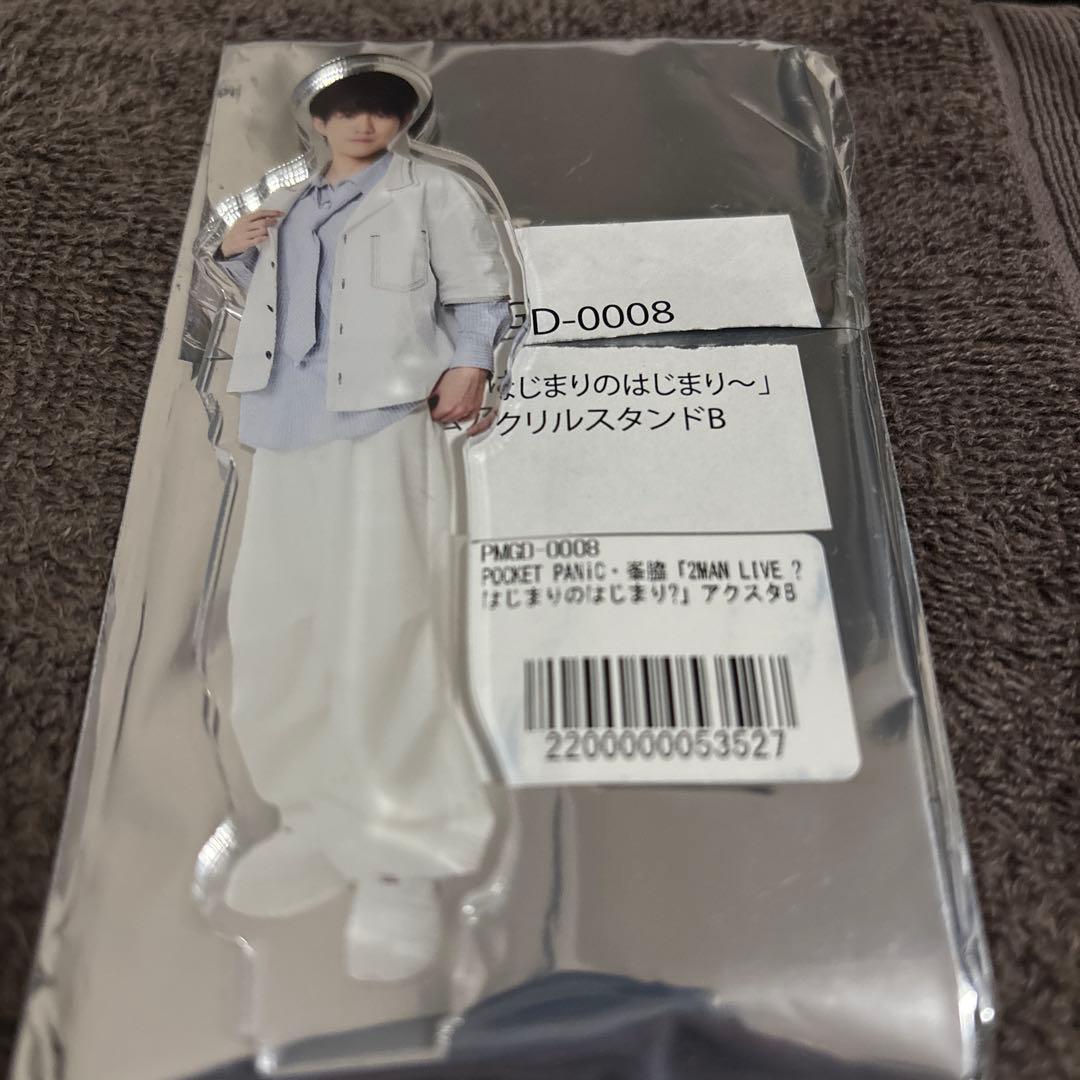 D-0008
はじまりのはじまり〜」
アクリルスタンドB
PMGD-0008
POCKET PANiC・峯脇「2MAN LIVE ?
はじまりのはじまり?」アクスタB
2200000053527